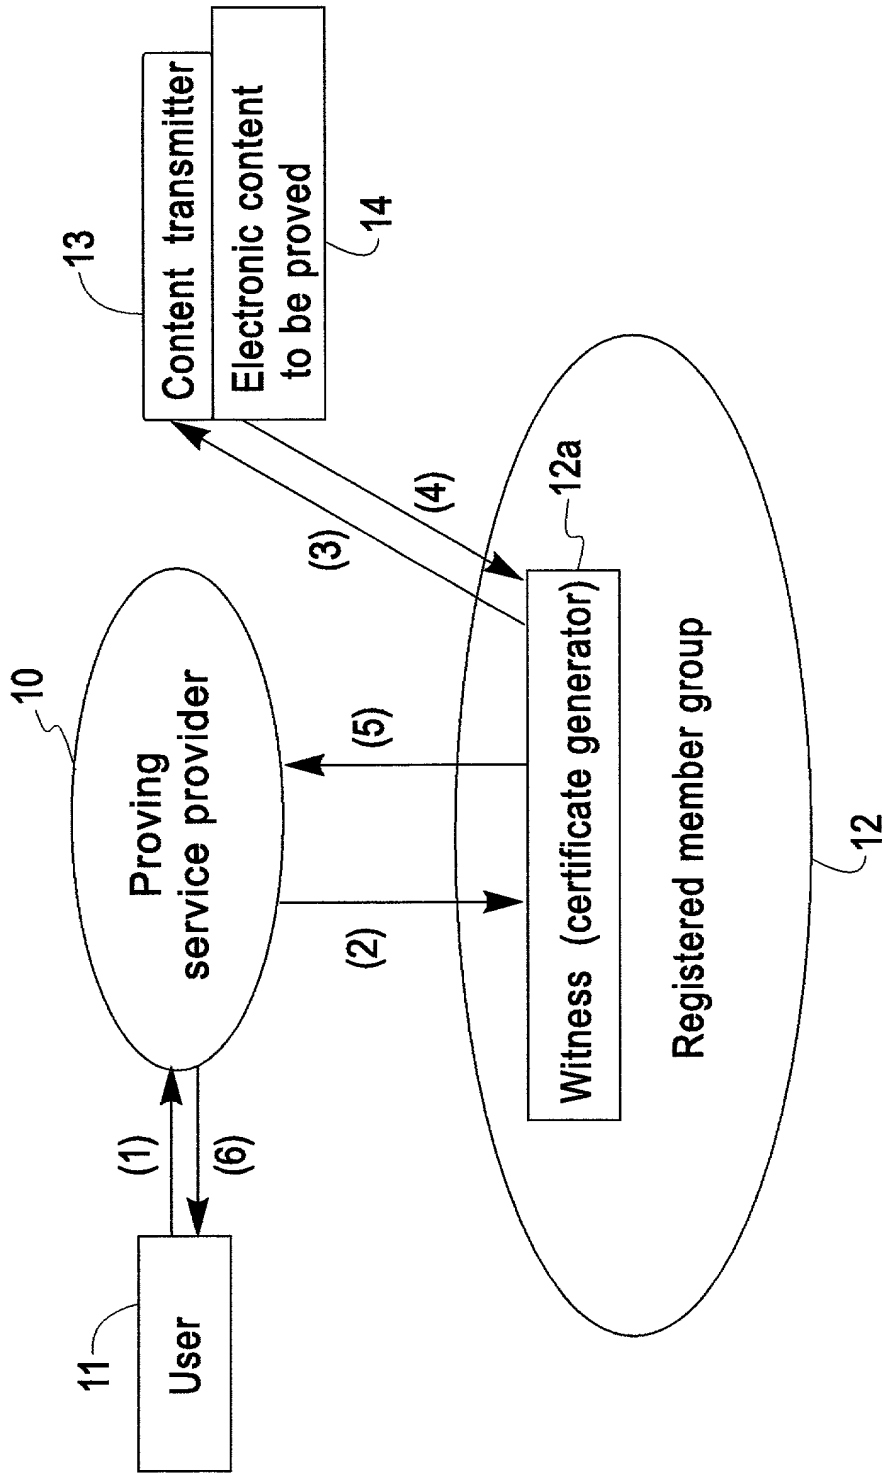 10
Proving
service provider
11
User
(1)
(6)
13
Content transmitter
Electronic content
to be proved
14
(2)
(5)
(3)
(4)
12a
Witness (certificate generator)
Registered member group
12